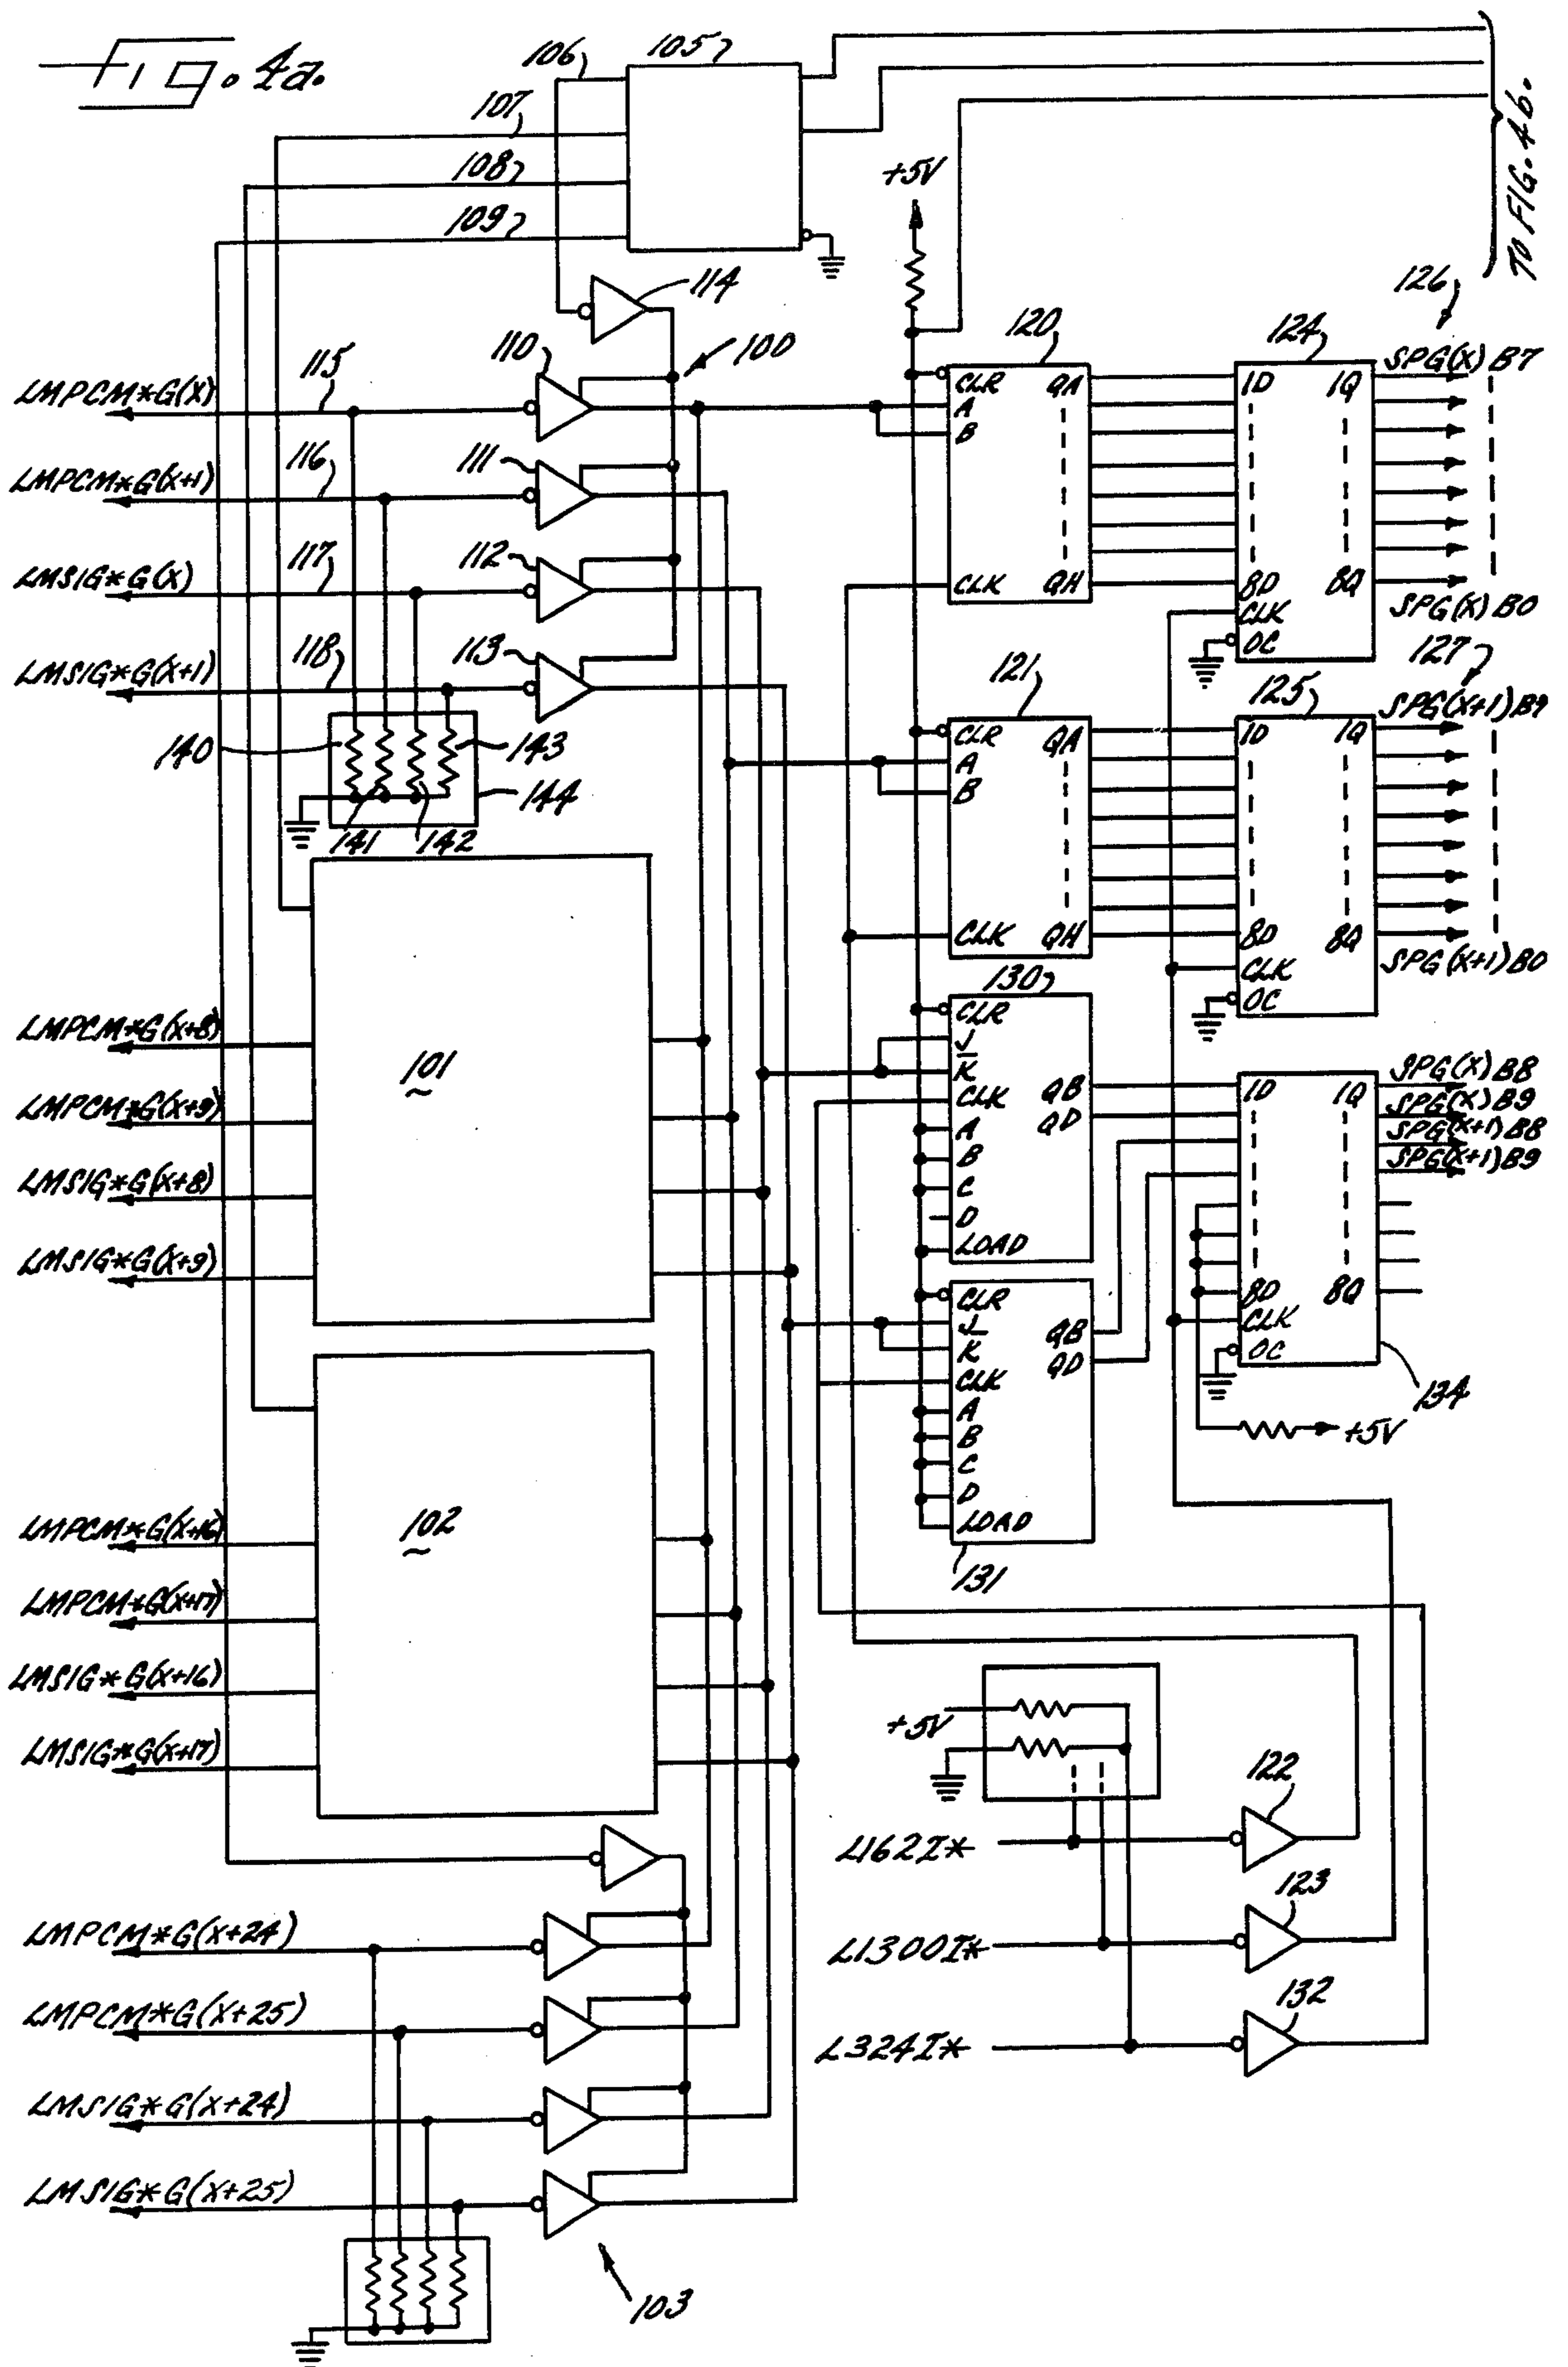 Fig. 4a.
106
105
107
108
109
TO FIG. 4b.
+5V
114
126
110
100
120
124
SPG(X)B7
LMPCM*G(X)
115
CLR QA
A
B
1D 1Q
LMPCM*G(X+1)
116
111
LMSIG*G(X)
117
112
CLK QH
8D 8Q
CLK
OC
SPG(X)B0
127
LMSIG*G(X+1)
118
113
121
125
SPG(X+1)B9
140
143
144
141
142
CLR QA
A
B
1D 1Q
CLK QH
8D 8Q
CLK
OC
SPG(X+1)B0
130
LMPCM*G(X+8)
101
LMPCM*G(X+9)
LMSIG*G(X+8)
LMSIG*G(X+9)
CLR
J
K
CLK QB
A QD
B
C
D
LOAD
1D 1Q
SPG(X)B8
SPG(X)B9
SPG(X+1)B8
SPG(X+1)B9
8D 8Q
CLK
OC
134
+5V
CLR
J QB
K QD
CLK
A
B
C
D
LOAD
131
102
LMPCM*G(X+16)
LMPCM*G(X+17)
LMSIG*G(X+16)
LMSIG*G(X+17)
+5V
122
L162I*
123
L1300I*
132
L324I*
LMPCM*G(X+24)
LMPCM*G(X+25)
LMSIG*G(X+24)
LMSIG*G(X+25)
103